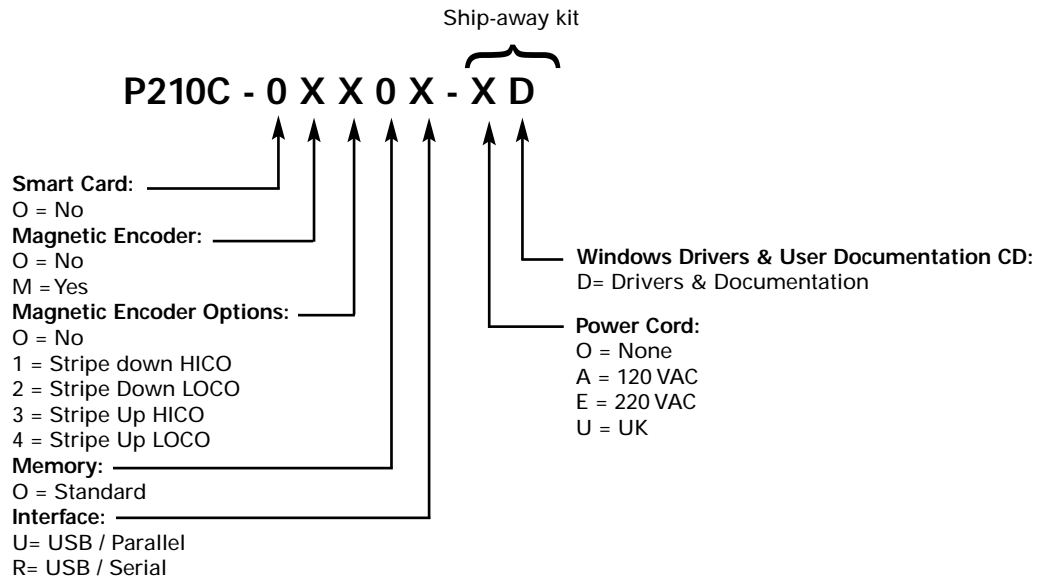 Ship-away kit
P210C - 0 X X 0 X - X D
Smart Card:
O = No
Magnetic Encoder:
O = No
M = Yes
Magnetic Encoder Options:
O = No
1 = Stripe down HICO
2 = Stripe Down LOCO
3 = Stripe Up HICO
4 = Stripe Up LOCO
Memory:
O = Standard
Interface:
U= USB / Parallel
R= USB / Serial
Windows Drivers & User Documentation CD:
D= Drivers & Documentation
Power Cord:
O = None
A = 120 VAC
E = 220 VAC
U = UK